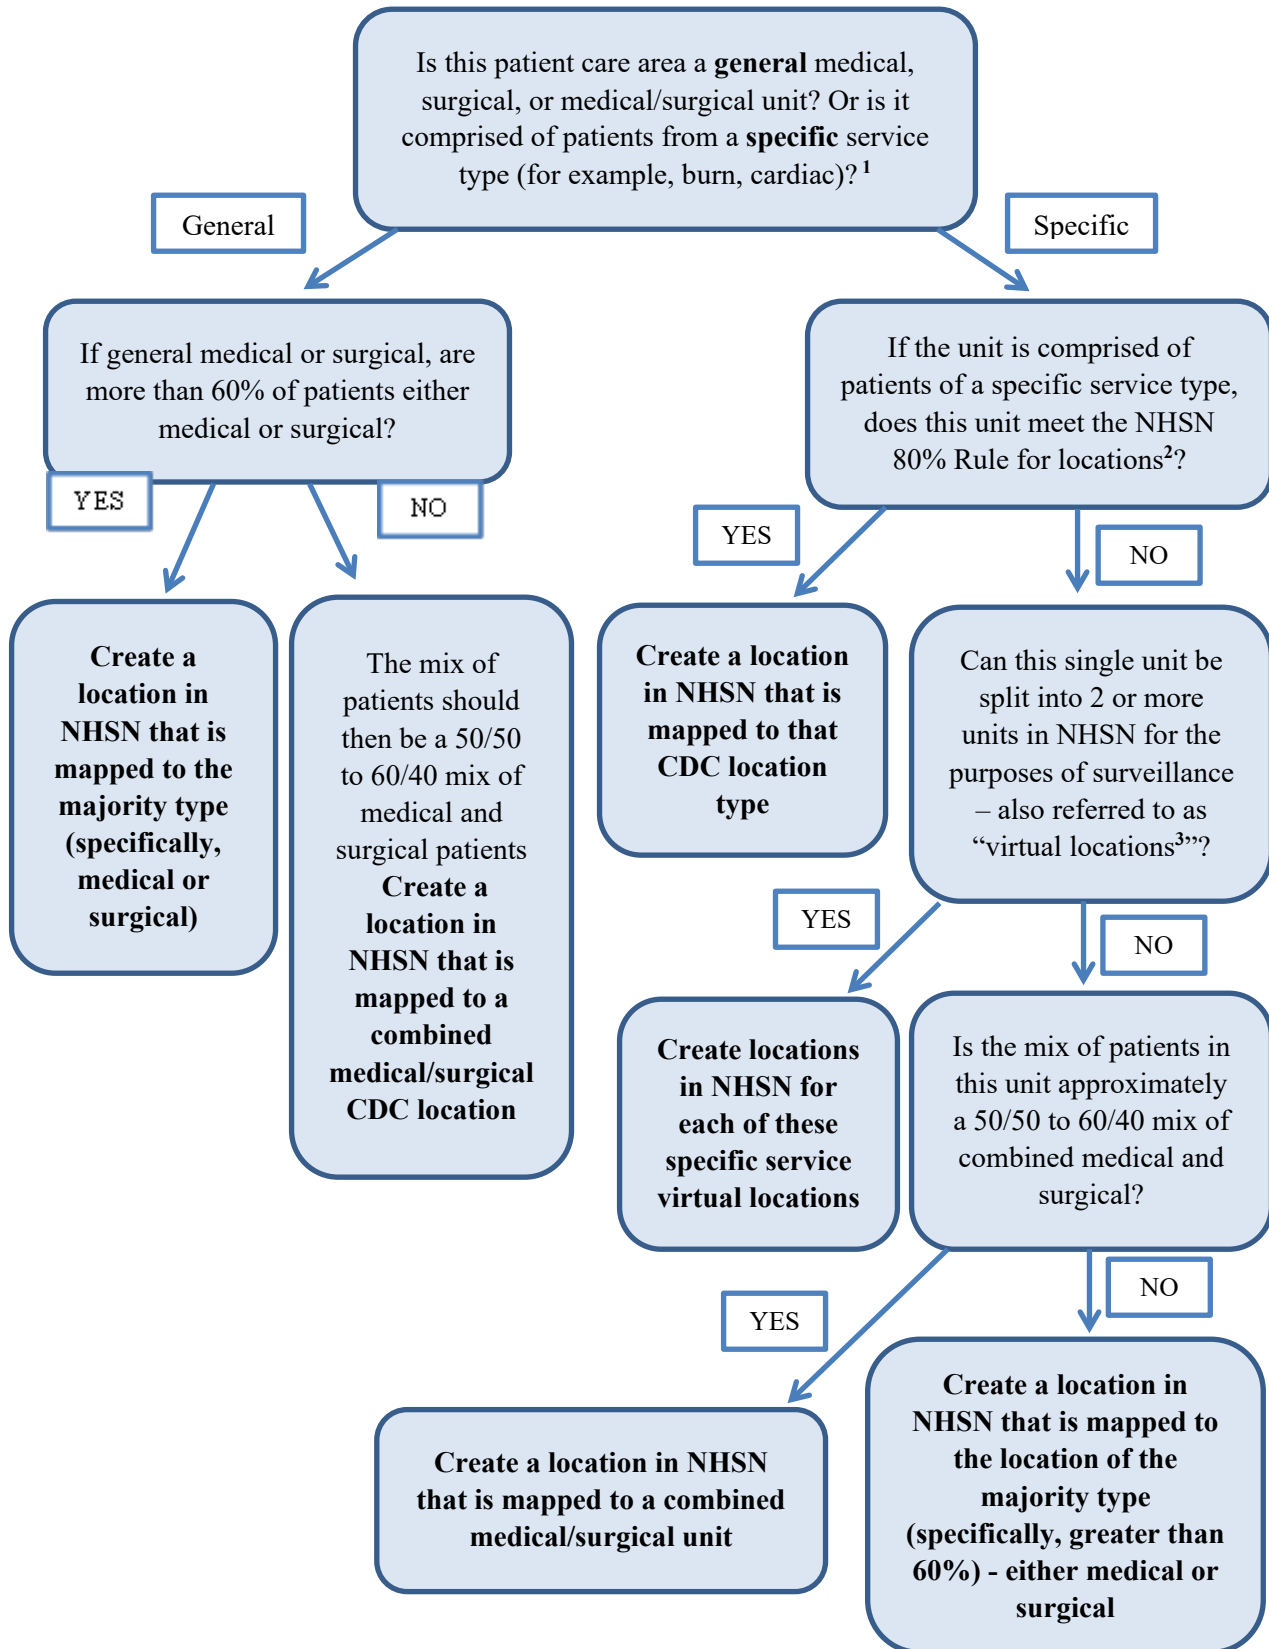 Is this patient care area a general medical,
surgical, or medical/surgical unit? Or is it
comprised of patients from a specific service
type (for example, burn, cardiac)? 1
General
Specific
If general medical or surgical, are
more than 60% of patients either
medical or surgical?
If the unit is comprised of
patients of a specific service type,
does this unit meet the NHSN
80% Rule for locations2?
YES
NO
YES
NO
Create a
location in
NHSN that is
mapped to the
majority type
(specifically,
medical or
surgical)
The mix of
patients should
then be a 50/50
to 60/40 mix of
medical and
surgical patients
Create a
location in
NHSN that is
mapped to a
combined
medical/surgical
CDC location
Create a location
in NHSN that is
mapped to that
CDC location
type
Can this single unit be
split into 2 or more
units in NHSN for the
purposes of surveillance
– also referred to as
“virtual locations3”?
YES
NO
Create locations
in NHSN for
each of these
specific service
virtual locations
Is the mix of patients in
this unit approximately
a 50/50 to 60/40 mix of
combined medical and
surgical?
YES
NO
Create a location in NHSN
that is mapped to a combined
medical/surgical unit
Create a location in
NHSN that is mapped to
the location of the
majority type
(specifically, greater than
60%) - either medical or
surgical